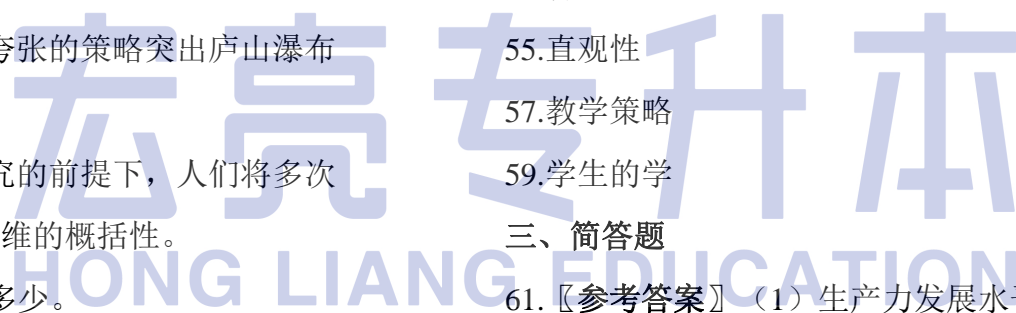 夸张的策略突出庐山瀑布
究的前提下，人们将多次
维的概括性。
多少。
55.直观性
57.教学策略
59.学生的学
三、简答题
61.〖参考答案〗（1）生产力发展水
宏亮专升本
HONG LIANG EDUCATION